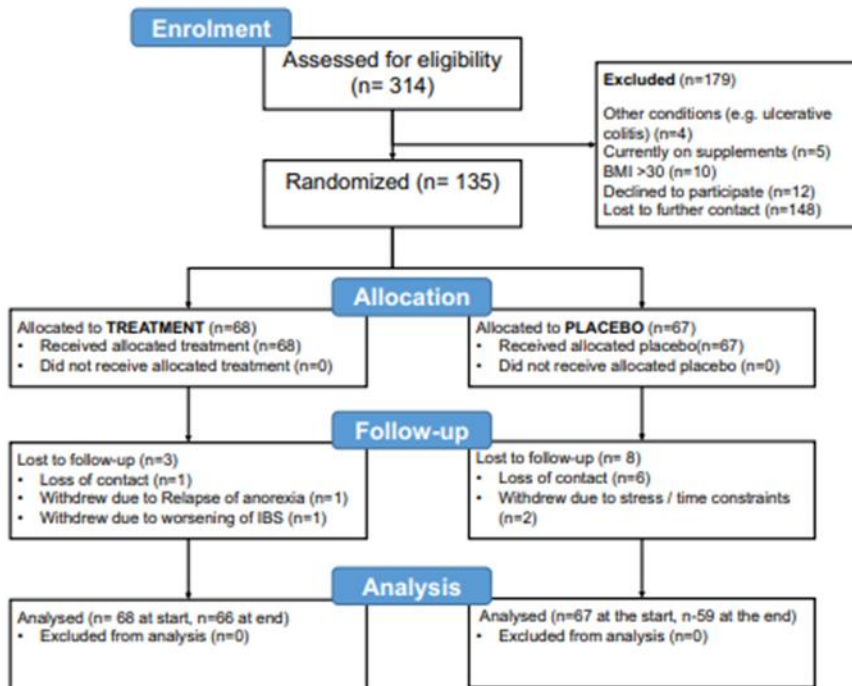 Enrolment
Assessed for eligibility
(n= 314)
Excluded (n=179)
Other conditions (e.g. ulcerative
colitis) (n=4)
Currently on supplements (n=5)
BMI >30 (n=10)
Declined to participate (n=12)
Lost to further contact (n=148)
Randomized (n= 135)
Allocation
Allocated to TREATMENT (n=68)
• Received allocated treatment (n=68)
• Did not receive allocated treatment (n=0)
Allocated to PLACEBO (n=67)
• Received allocated placebo(n=67)
• Did not receive allocated placebo (n=0)
Follow-up
Lost to follow-up (n=3)
• Loss of contact (n=1)
• Withdrew due to Relapse of anorexia (n=1)
• Withdrew due to worsening of IBS (n=1)
Lost to follow-up (n= 8)
• Loss of contact (n=6)
• Withdrew due to stress / time constraints
(n=2)
Analysis
Analysed (n= 68 at start, n=66 at end)
• Excluded from analysis (n=0)
Analysed (n=67 at the start, n-59 at the end)
• Excluded from analysis (n=0)